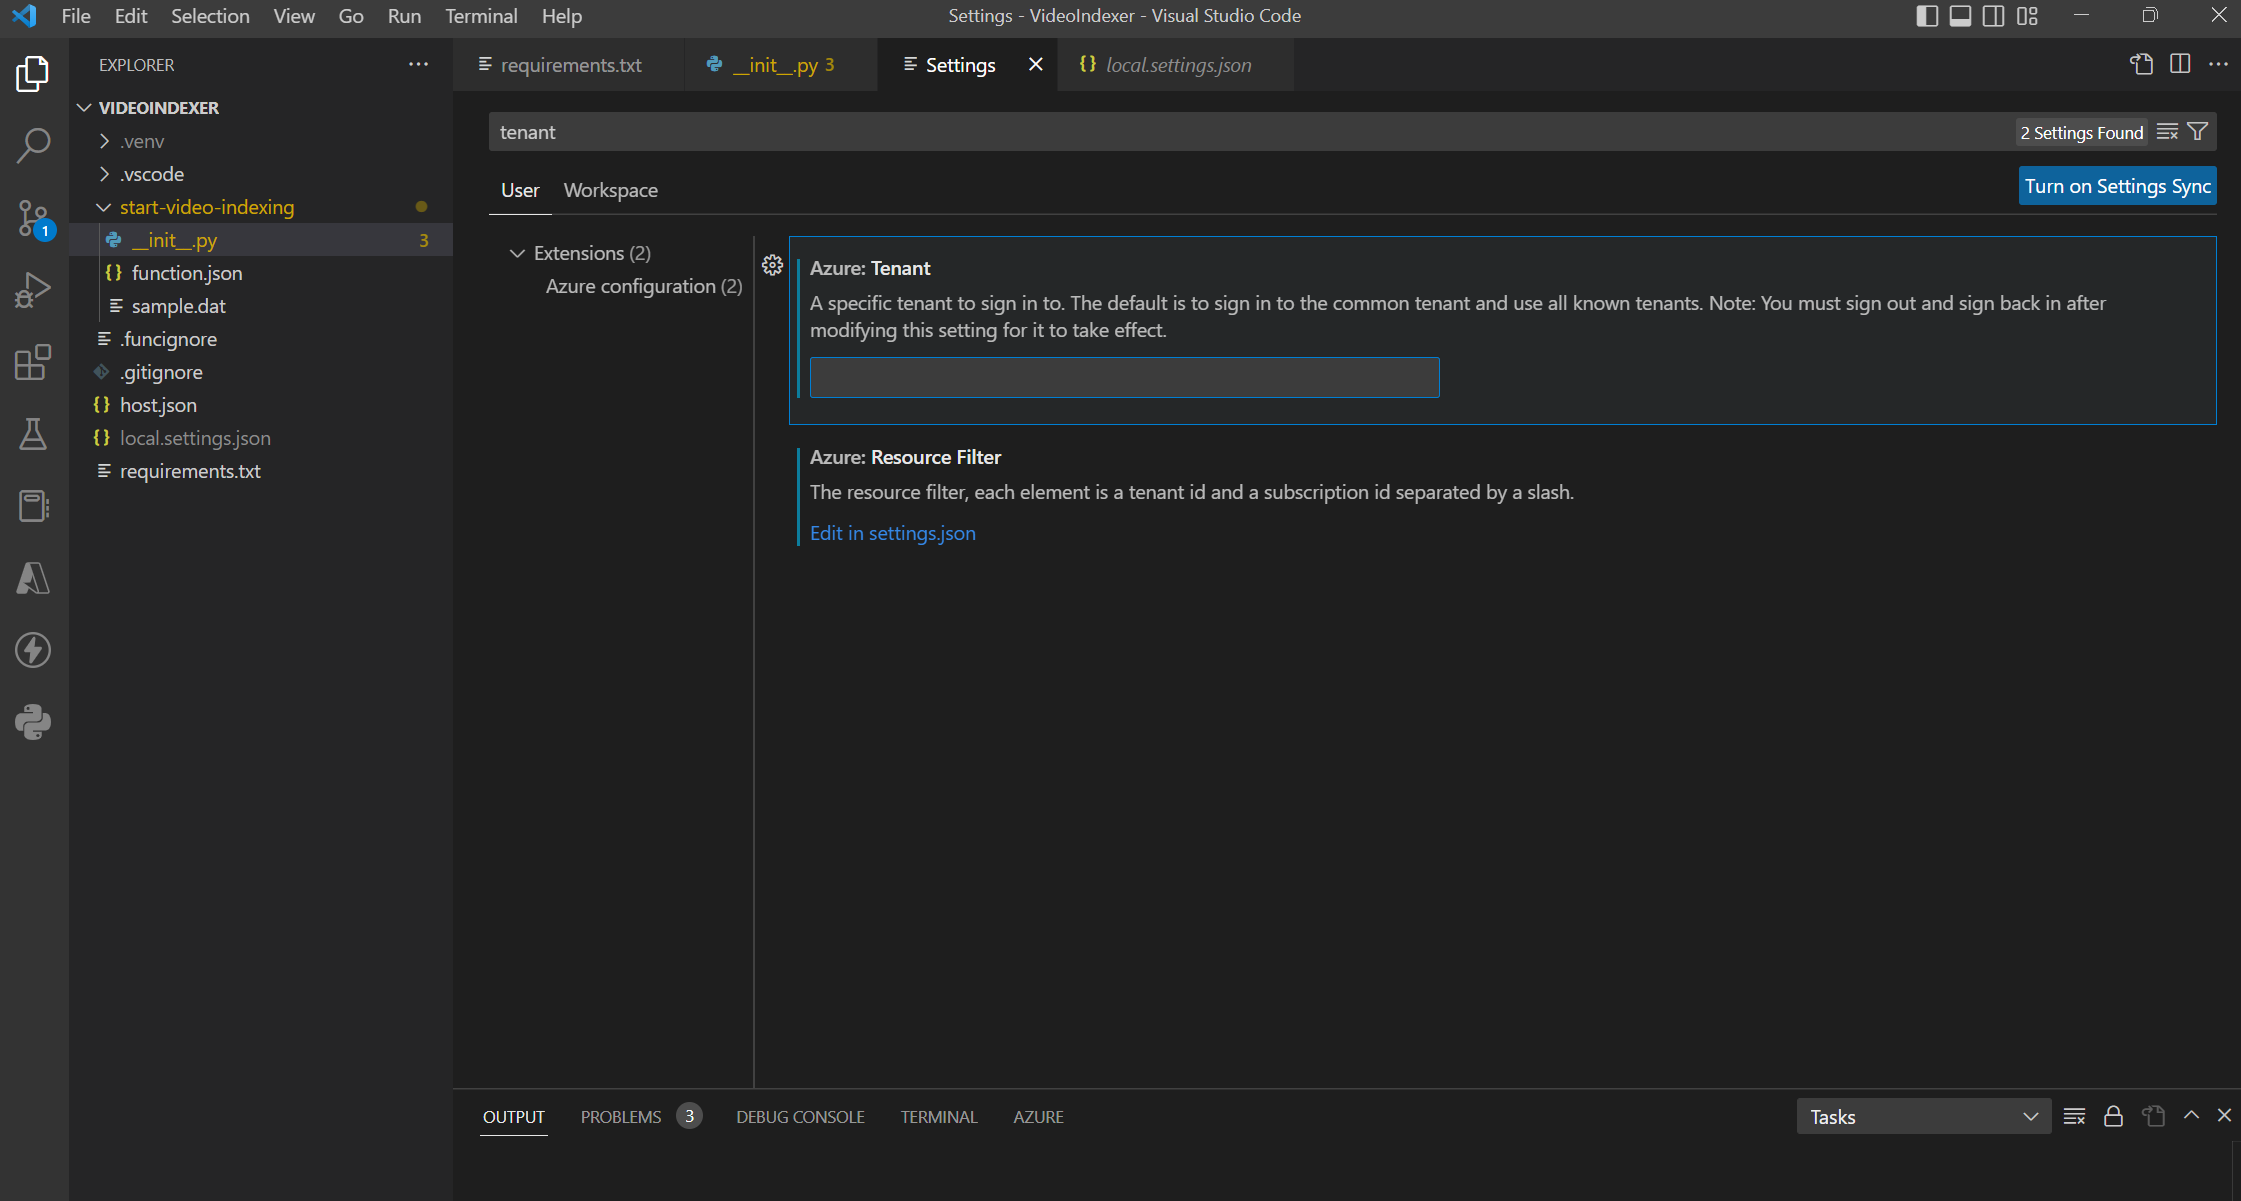 File Edit Selection View Go Run Terminal Help
Settings - VideoIndexer - Visual Studio Code
EXPLORER
VIDEOINDEXER
.venv
.vscode
start-video-indexing
__init__.py 3
function.json
sample.dat
.funcignore
.gitignore
host.json
local.settings.json
requirements.txt
1
requirements.txt
__init__.py 3
Settings
local.settings.json
tenant
2 Settings Found
User Workspace
Turn on Settings Sync
Extensions (2)
Azure configuration (2)
Azure: Tenant
A specific tenant to sign in to. The default is to sign in to the common tenant and use all known tenants. Note: You must sign out and sign back in after
modifying this setting for it to take effect.
Azure: Resource Filter
The resource filter, each element is a tenant id and a subscription id separated by a slash.
Edit in settings.json
OUTPUT PROBLEMS 3 DEBUG CONSOLE TERMINAL AZURE
Tasks